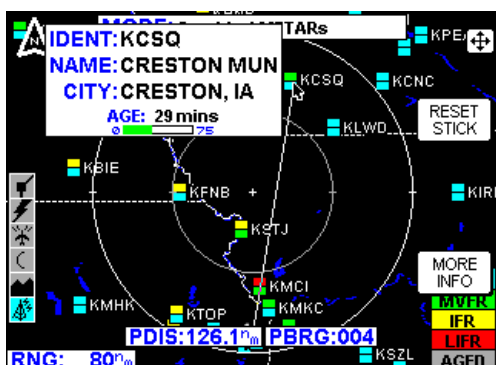 MODE:
METARs
IDENT:KCSQ
NAME:CRESTON MUN
CITY:CRESTON, IA
AGE: 29 mins
0 75
N
KPE
KCSQ
KCNC
RESET
STICK
KLWD
KBIE
KFNB
KIR
KSTJ
MORE
INFO
KMCI
MVFR
KMHK
KTOP
KMKC
IFR
PDIS:126.1nm PBRG:004
LIFR
RNG: 80nm
KSZL
AGED